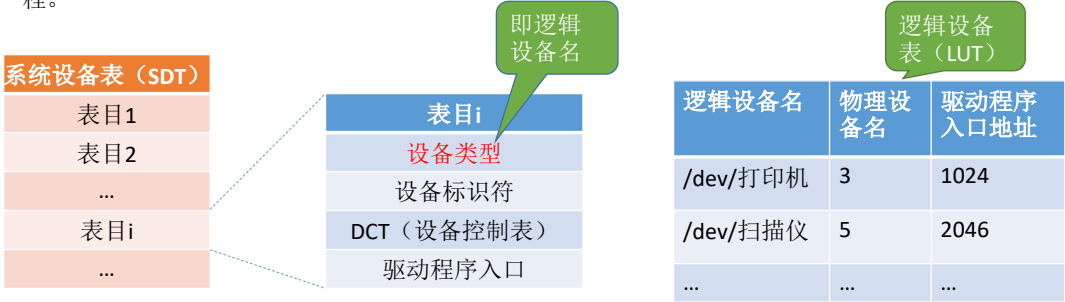 程。
即逻辑
设备名
逻辑设备
表（LUT）
系统设备表（SDT）
表目1
表目2
…
表目i
…
表目i
设备类型
设备标识符
DCT（设备控制表）
驱动程序入口
逻辑设备名 物理设备名 驱动程序入口地址
/dev/打印机 3 1024
/dev/扫描仪 5 2046
… … …